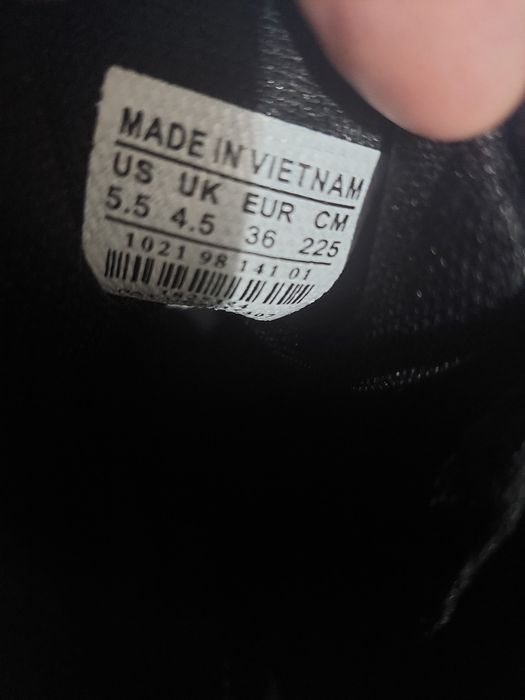 MADE IN VIETNAM
US UK EUR CM
5.5 4.5 36 225
1021 98 141 01